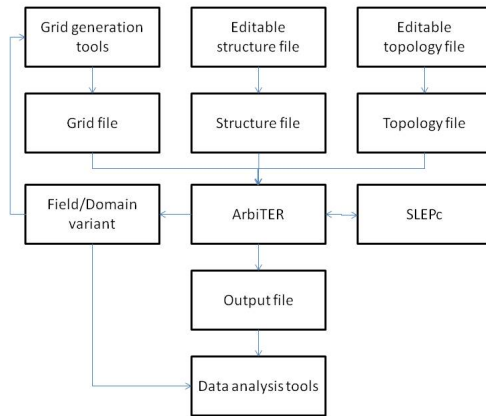 Grid generation
tools
Editable
structure file
Editable
topology file
Grid file
Structure file
Topology file
Field/Domain
variant
ArbiTER
SLEPc
Output file
Data analysis tools